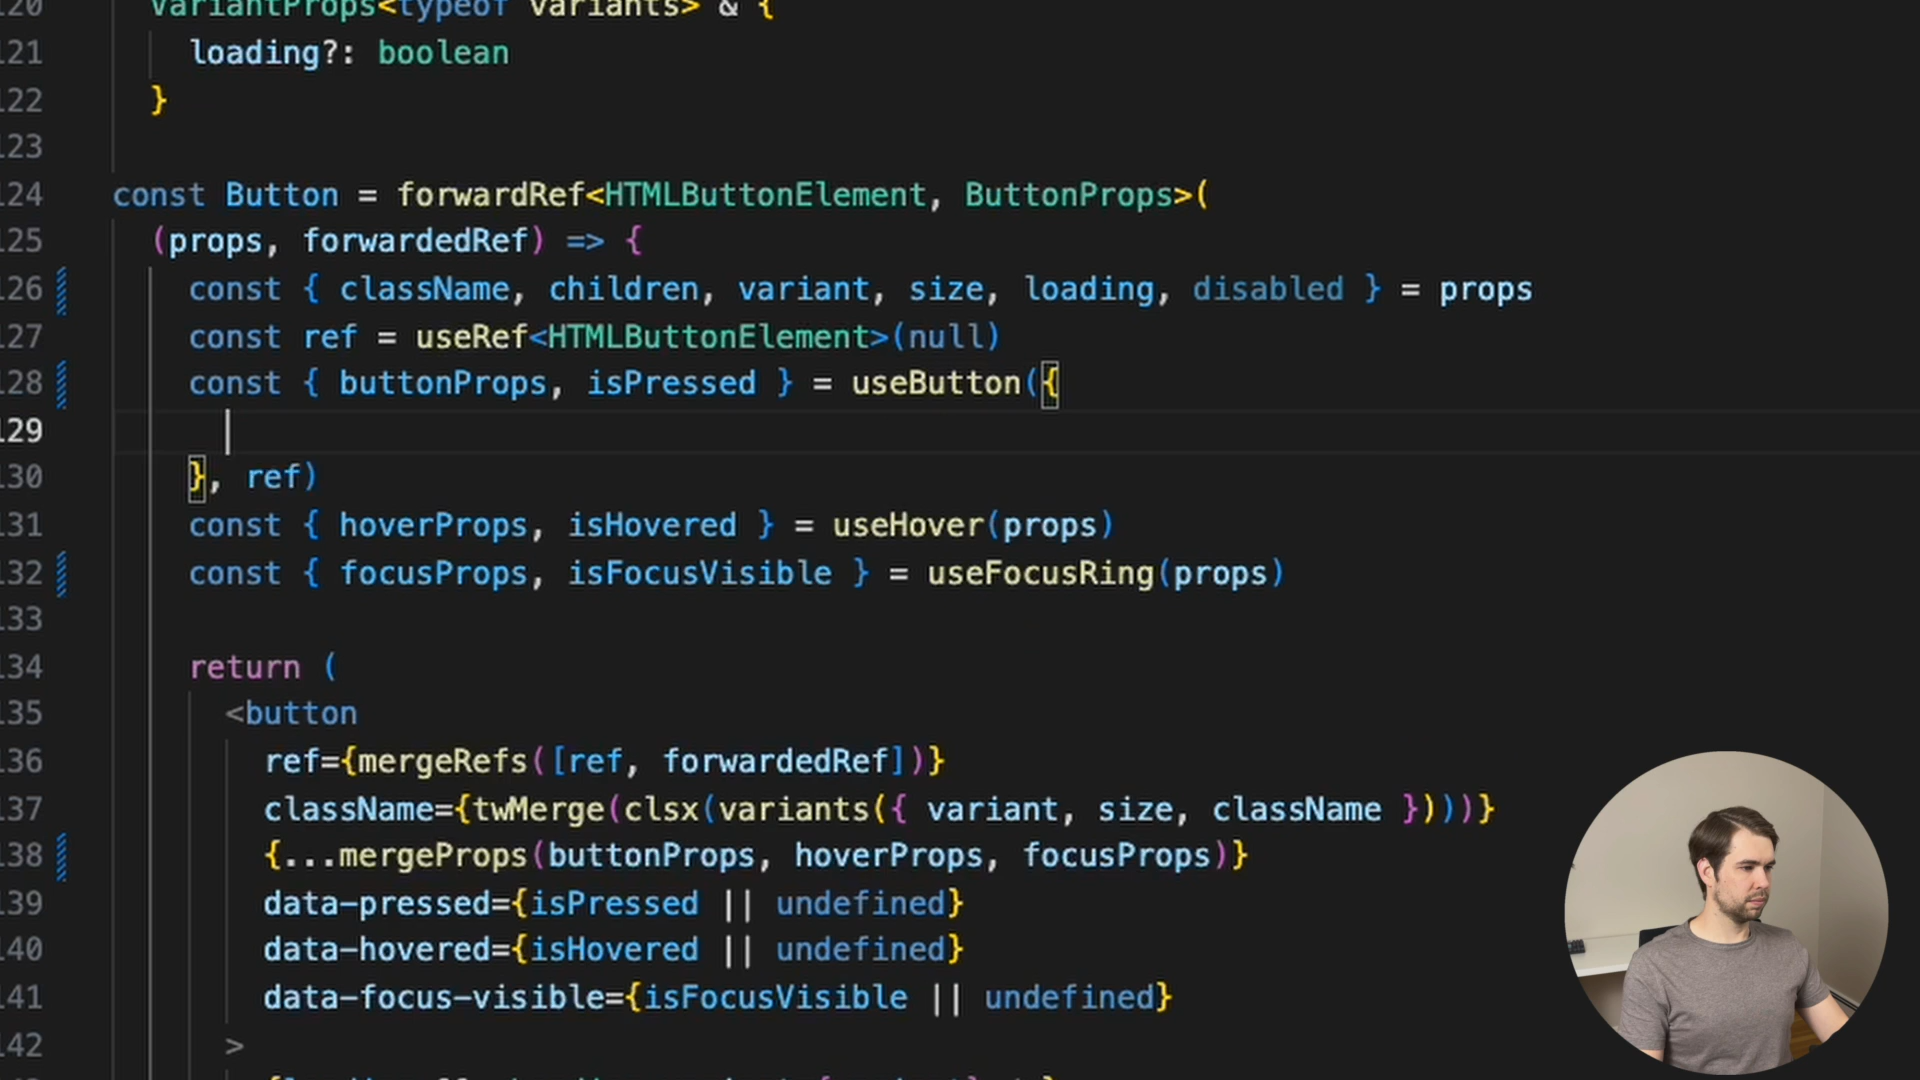 120 VariantProps<typeof variants> & {
121 loading?: boolean
122 }
123
124 const Button = forwardRef<HTMLButtonElement, ButtonProps>(
125 (props, forwardedRef) => {
126 const { className, children, variant, size, loading, disabled } = props
127 const ref = useRef<HTMLButtonElement>(null)
128 const { buttonProps, isPressed } = useButton({
129
130 }, ref)
131 const { hoverProps, isHovered } = useHover(props)
132 const { focusProps, isFocusVisible } = useFocusRing(props)
133
134 return (
135 <button
136 ref={mergeRefs([ref, forwardedRef])}
137 className={twMerge(clsx(variants({ variant, size, className })))}
138 {...mergeProps(buttonProps, hoverProps, focusProps)}
139 data-pressed={isPressed || undefined}
140 data-hovered={isHovered || undefined}
141 data-focus-visible={isFocusVisible || undefined}
142 >